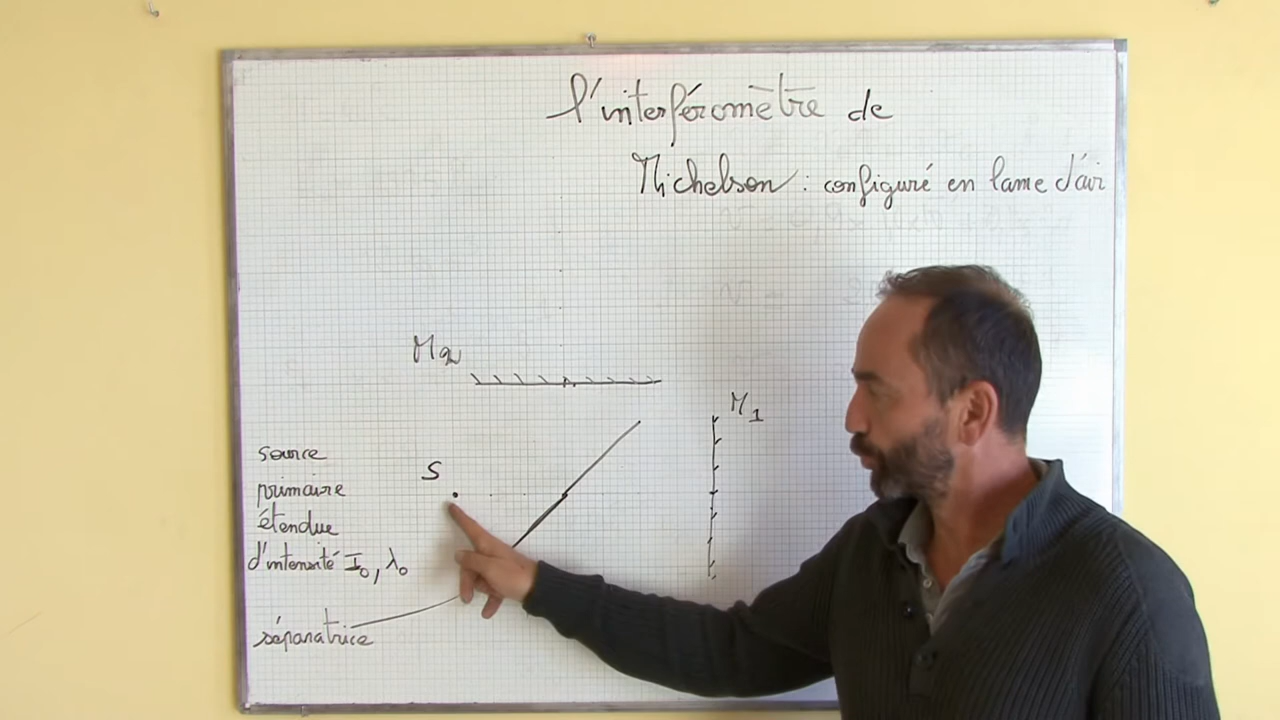 l'interféromètre de
Michelson : configuré en lame d'air
M2
M1
source
S
primaire
étendue
d'intensité I0, λ0
séparatrice